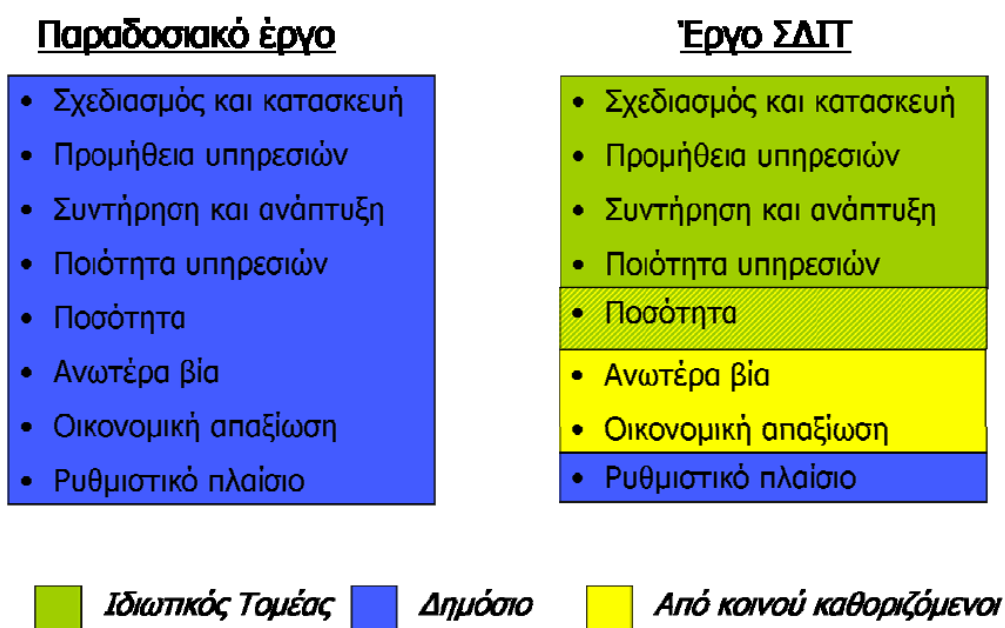 Παραδοσιακό έργο
• Σχεδιασμός και κατασκευή
• Προμήθεια υπηρεσιών
• Συντήρηση και ανάπτυξη
• Ποιότητα υπηρεσιών
• Ποσότητα
• Ανωτέρα βία
• Οικονομική απαξίωση
• Ρυθμιστικό πλαίσιο
Έργο ΣΔΙΤ
• Σχεδιασμός και κατασκευή
• Προμήθεια υπηρεσιών
• Συντήρηση και ανάπτυξη
• Ποιότητα υπηρεσιών
• Ποσότητα
• Ανωτέρα βία
• Οικονομική απαξίωση
• Ρυθμιστικό πλαίσιο
Ιδιωτικός Τομέας
Δημόσιο
Από κοινού καθοριζόμενοι